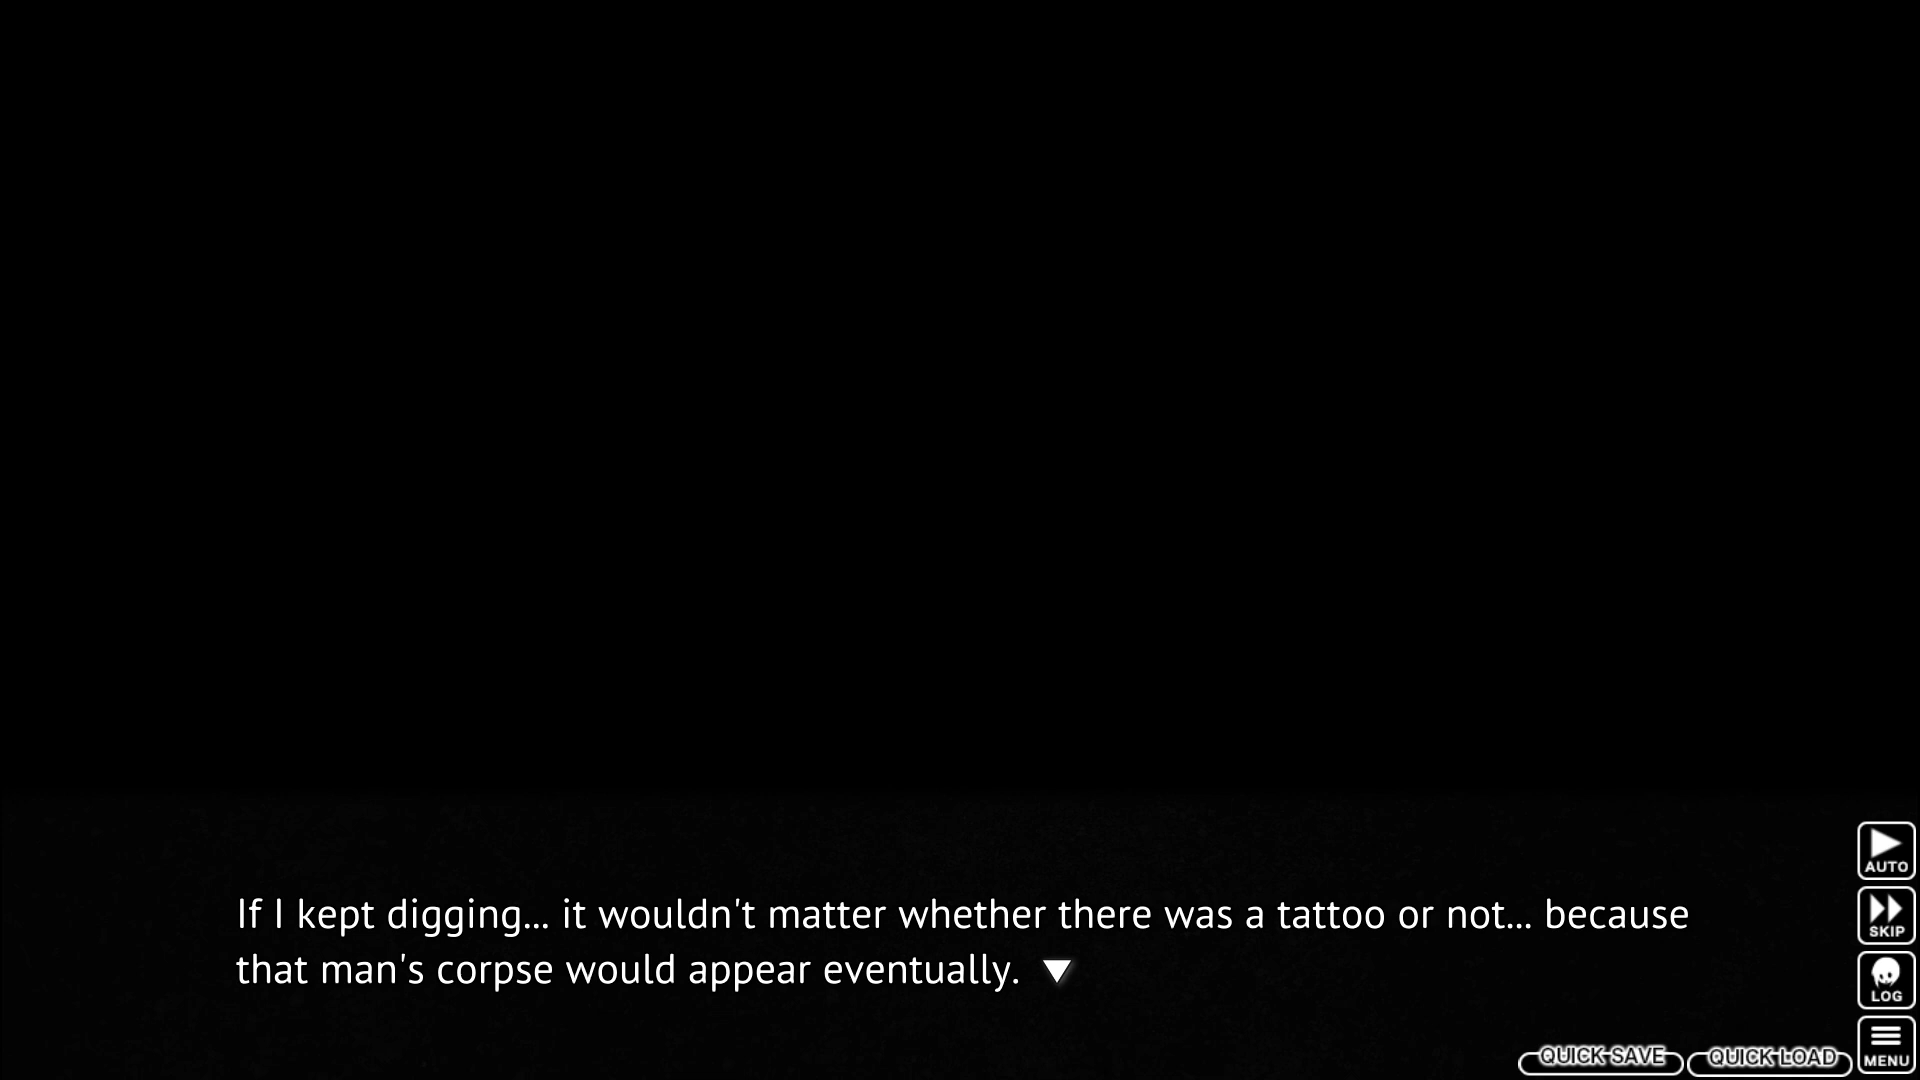 If I kept digging... it wouldn't matter whether there was a tattoo or not... because
that man's corpse would appear eventually.
AUTO
SKIP
LOG
MENU
QUICK SAVE
QUICK LOAD